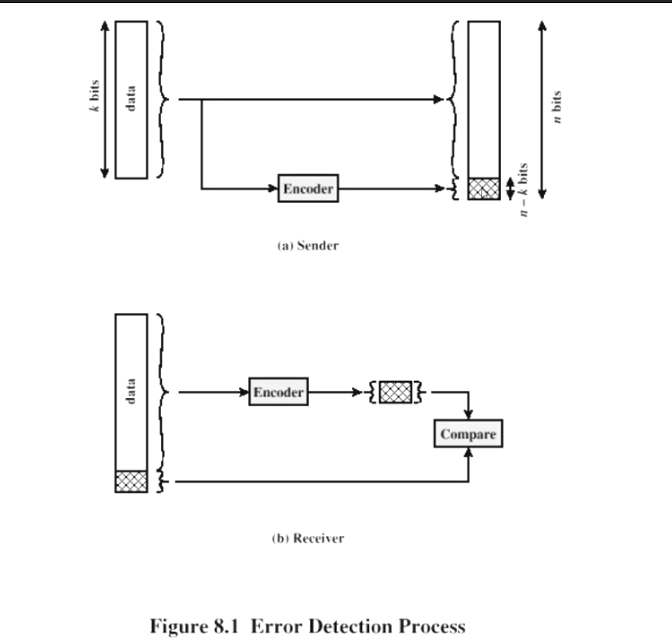 k bits
data
n bits
n – k bits
Encoder
(a) Sender
data
Encoder
Compare
(b) Receiver
Figure 8.1 Error Detection Process